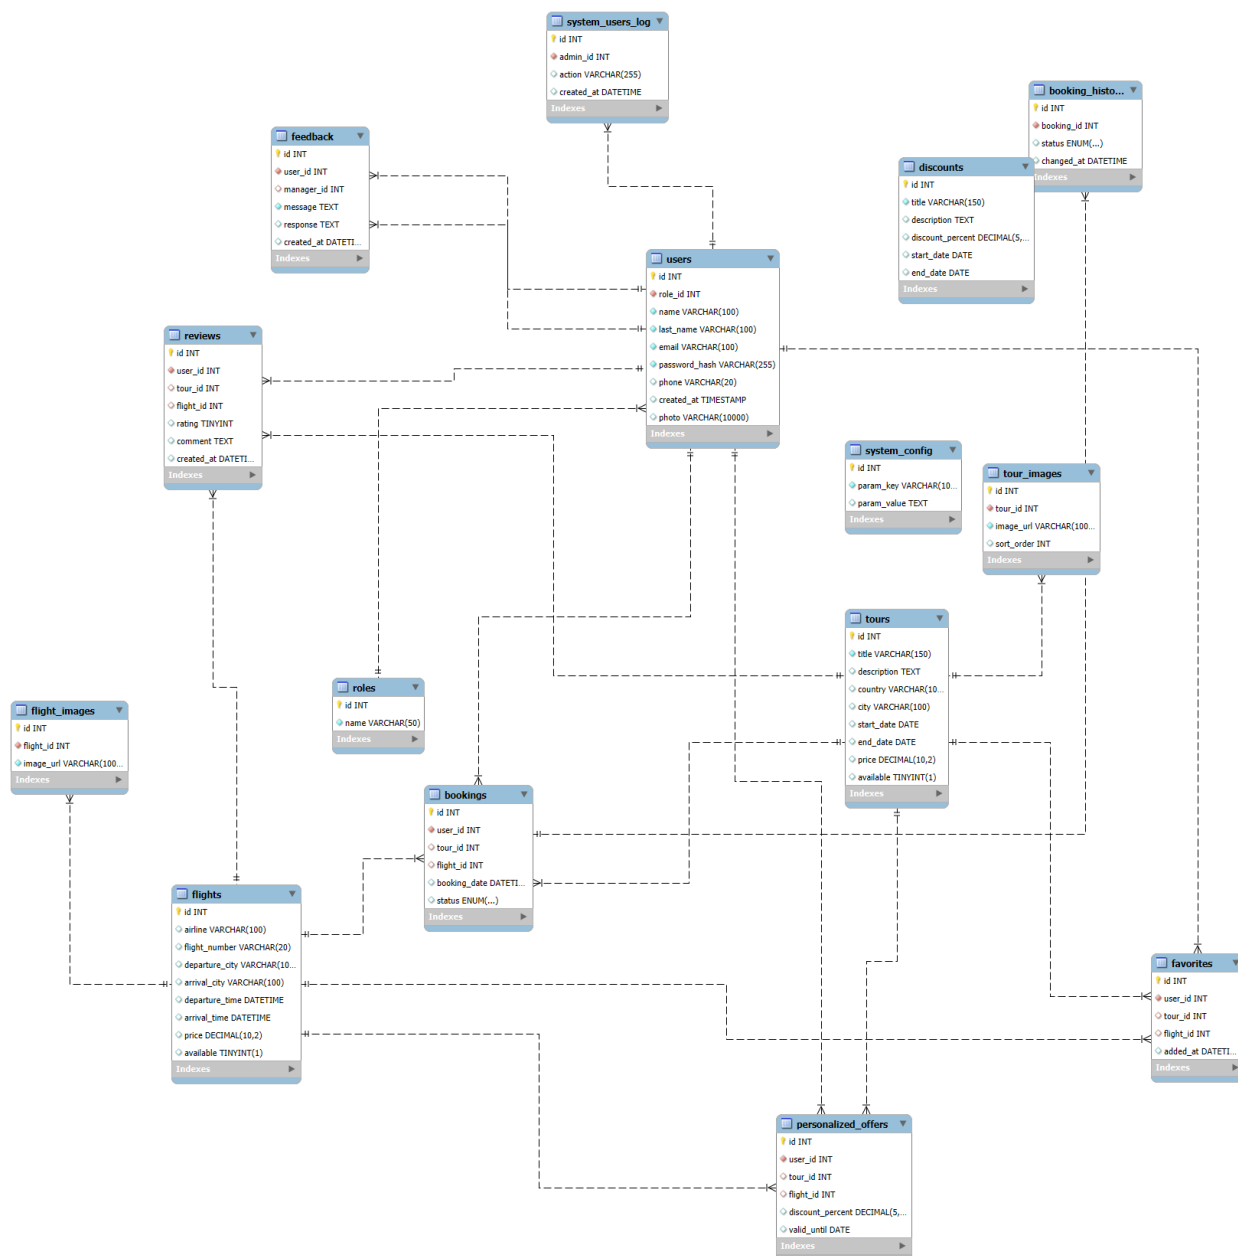 system_users_log
id INT
admin_id INT
action VARCHAR(255)
created_at DATETIME
Indexes
booking_histo...
id INT
booking_id INT
status ENUM(...)
changed_at DATETIME
Indexes
feedback
id INT
user_id INT
manager_id INT
message TEXT
response TEXT
created_at DATETI...
Indexes
discounts
id INT
title VARCHAR(150)
description TEXT
discount_percent DECIMAL(5,...
start_date DATE
end_date DATE
Indexes
users
id INT
role_id INT
name VARCHAR(100)
last_name VARCHAR(100)
email VARCHAR(100)
password_hash VARCHAR(255)
phone VARCHAR(20)
created_at TIMESTAMP
photo VARCHAR(10000)
Indexes
reviews
id INT
user_id INT
tour_id INT
flight_id INT
rating TINYINT
comment TEXT
created_at DATETI...
Indexes
system_config
id INT
param_key VARCHAR(10...
param_value TEXT
Indexes
tour_images
id INT
tour_id INT
image_url VARCHAR(100...
sort_order INT
Indexes
tours
id INT
title VARCHAR(150)
description TEXT
country VARCHAR(10...
city VARCHAR(100)
start_date DATE
end_date DATE
price DECIMAL(10,2)
available TINYINT(1)
Indexes
roles
id INT
name VARCHAR(50)
Indexes
flight_images
id INT
flight_id INT
image_url VARCHAR(100...
Indexes
bookings
id INT
user_id INT
tour_id INT
flight_id INT
booking_date DATETI...
status ENUM(...)
Indexes
flights
id INT
airline VARCHAR(100)
flight_number VARCHAR(20)
departure_city VARCHAR(10...
arrival_city VARCHAR(100)
departure_time DATETIME
arrival_time DATETIME
price DECIMAL(10,2)
available TINYINT(1)
Indexes
favorites
id INT
user_id INT
tour_id INT
flight_id INT
added_at DATETI...
Indexes
personalized_offers
id INT
user_id INT
tour_id INT
flight_id INT
discount_percent DECIMAL(5,...
valid_until DATE
Indexes